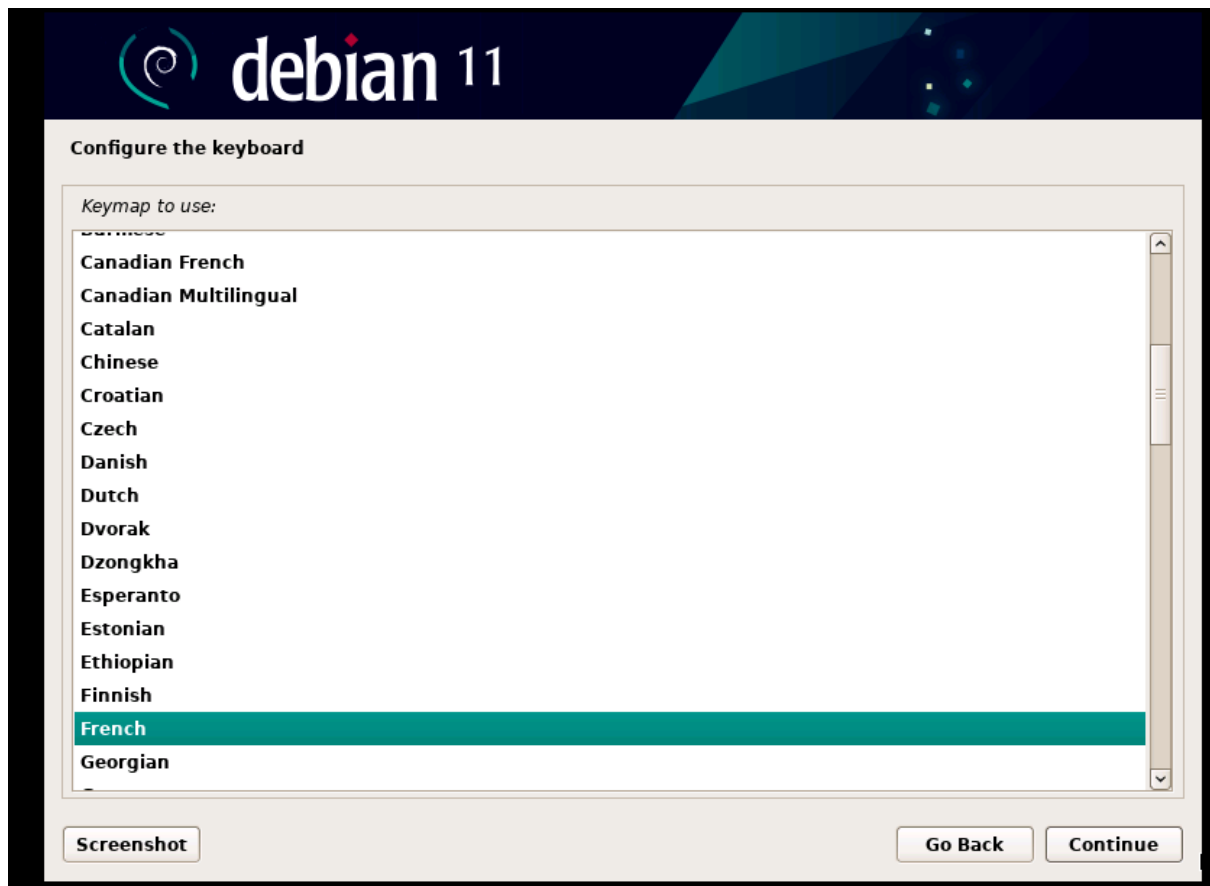 debian 11
Configure the keyboard
Keymap to use:
Canadian French
Canadian Multilingual
Catalan
Chinese
Croatian
Czech
Danish
Dutch
Dvorak
Dzongkha
Esperanto
Estonian
Ethiopian
Finnish
French
Georgian
Screenshot
Go Back
Continue